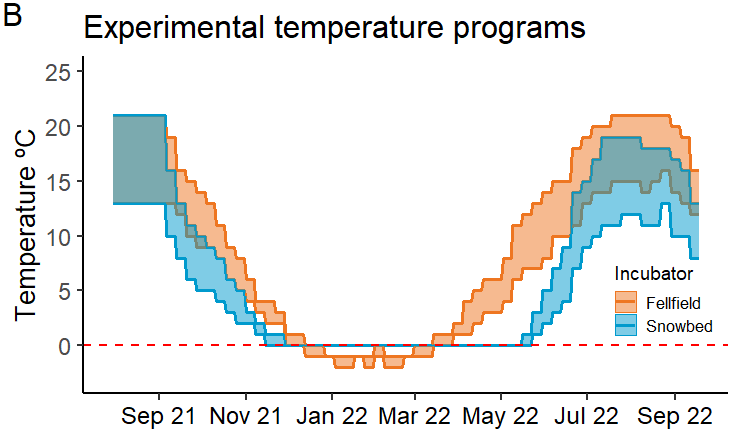 B
Experimental temperature programs
Temperature ºC
25
20
15
10
5
0
Incubator
Fellfield
Snowbed
Sep 21 Nov 21 Jan 22 Mar 22 May 22 Jul 22 Sep 22